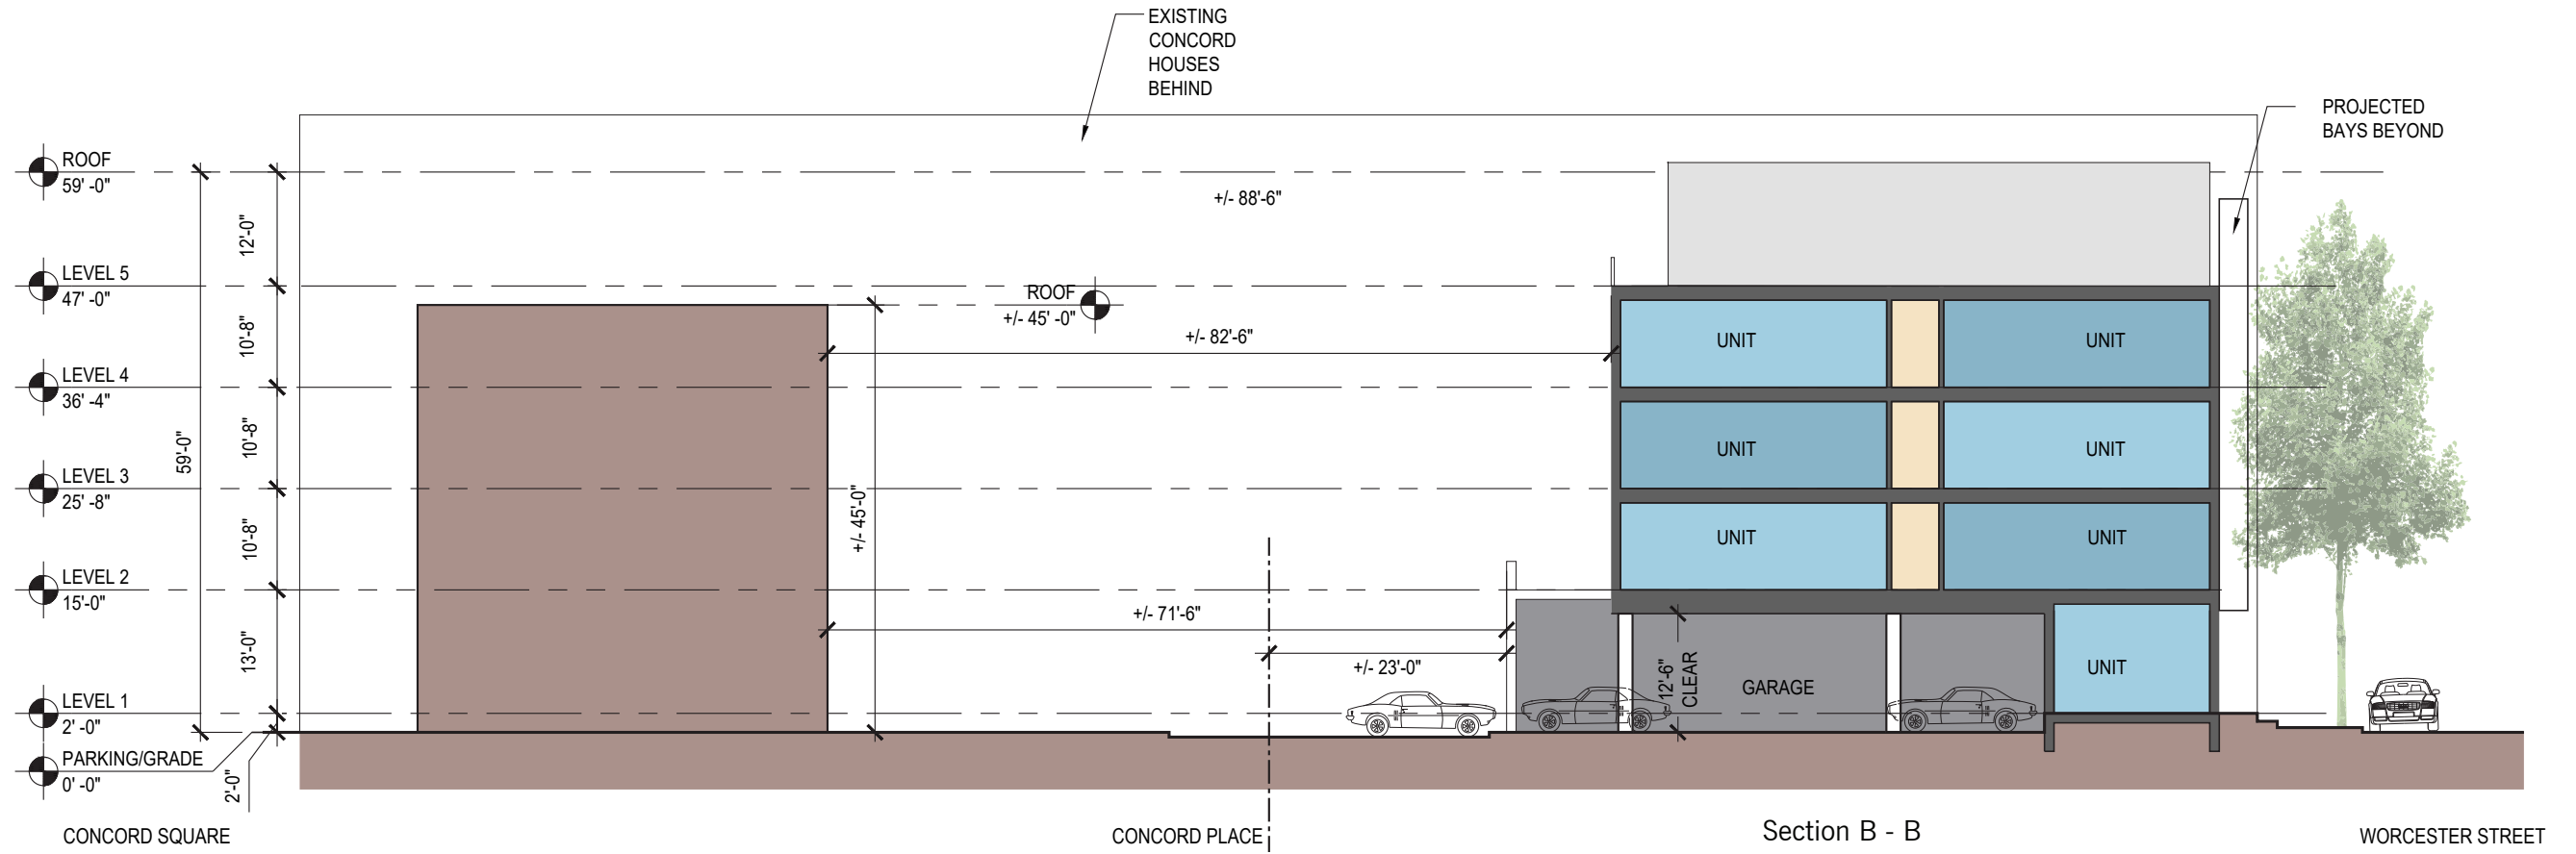 EXISTING
CONCORD
HOUSES
BEHIND
PROJECTED
BAYS BEYOND
ROOF
59' -0"
+/- 88'-6"
12'-0"
LEVEL 5
47' -0"
ROOF
+/- 45' -0"
+/- 82'-6"
10'-8"
UNIT
UNIT
LEVEL 4
36' -4"
59'-0"
10'-8"
UNIT
UNIT
LEVEL 3
25' -8"
+/- 45'-0"
10'-8"
UNIT
UNIT
LEVEL 2
15'-0"
+/- 71'-6"
13'-0"
+/- 23'-0"
12'-6"
CLEAR
GARAGE
UNIT
LEVEL 1
2' -0"
PARKING/GRADE
0' -0"
2'-0"
CONCORD SQUARE
CONCORD PLACE
Section B - B
WORCESTER STREET